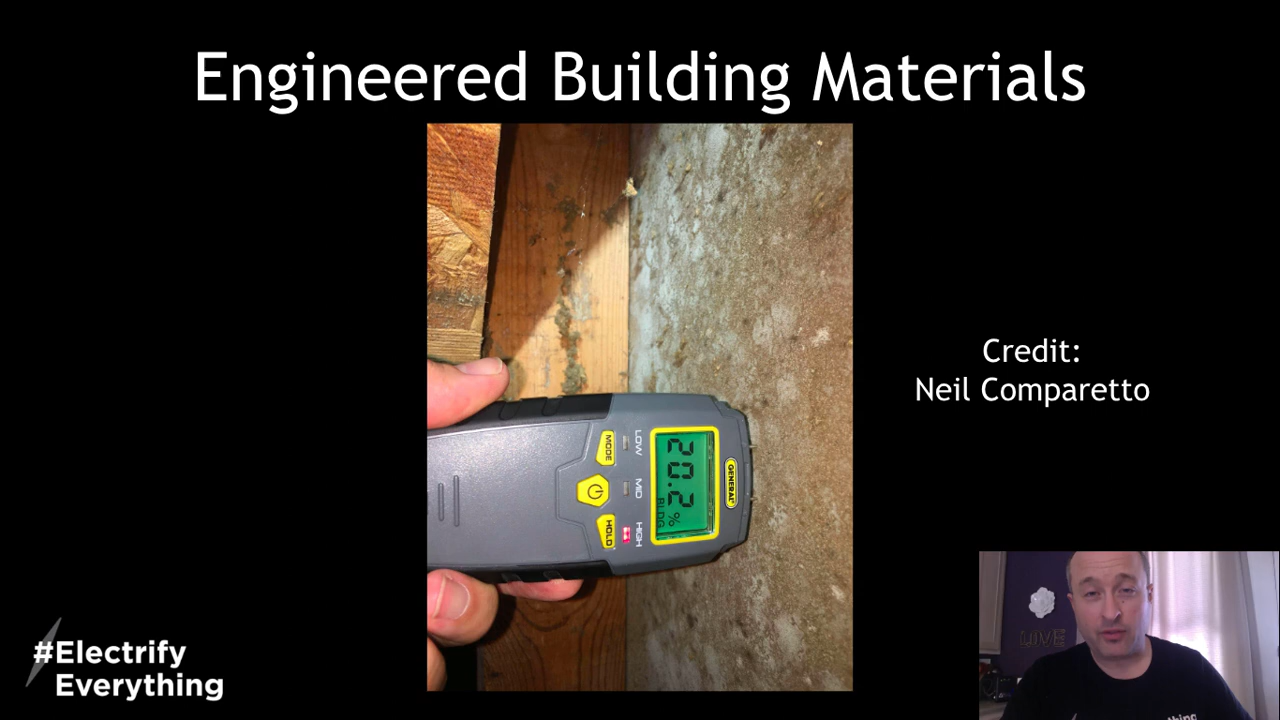 Engineered Building Materials
LOW
MODE
MID
HOLD
HIGH
20.2%
BLDG
GENERAL
Credit:
Neil Comparetto
#Electrify
Everything